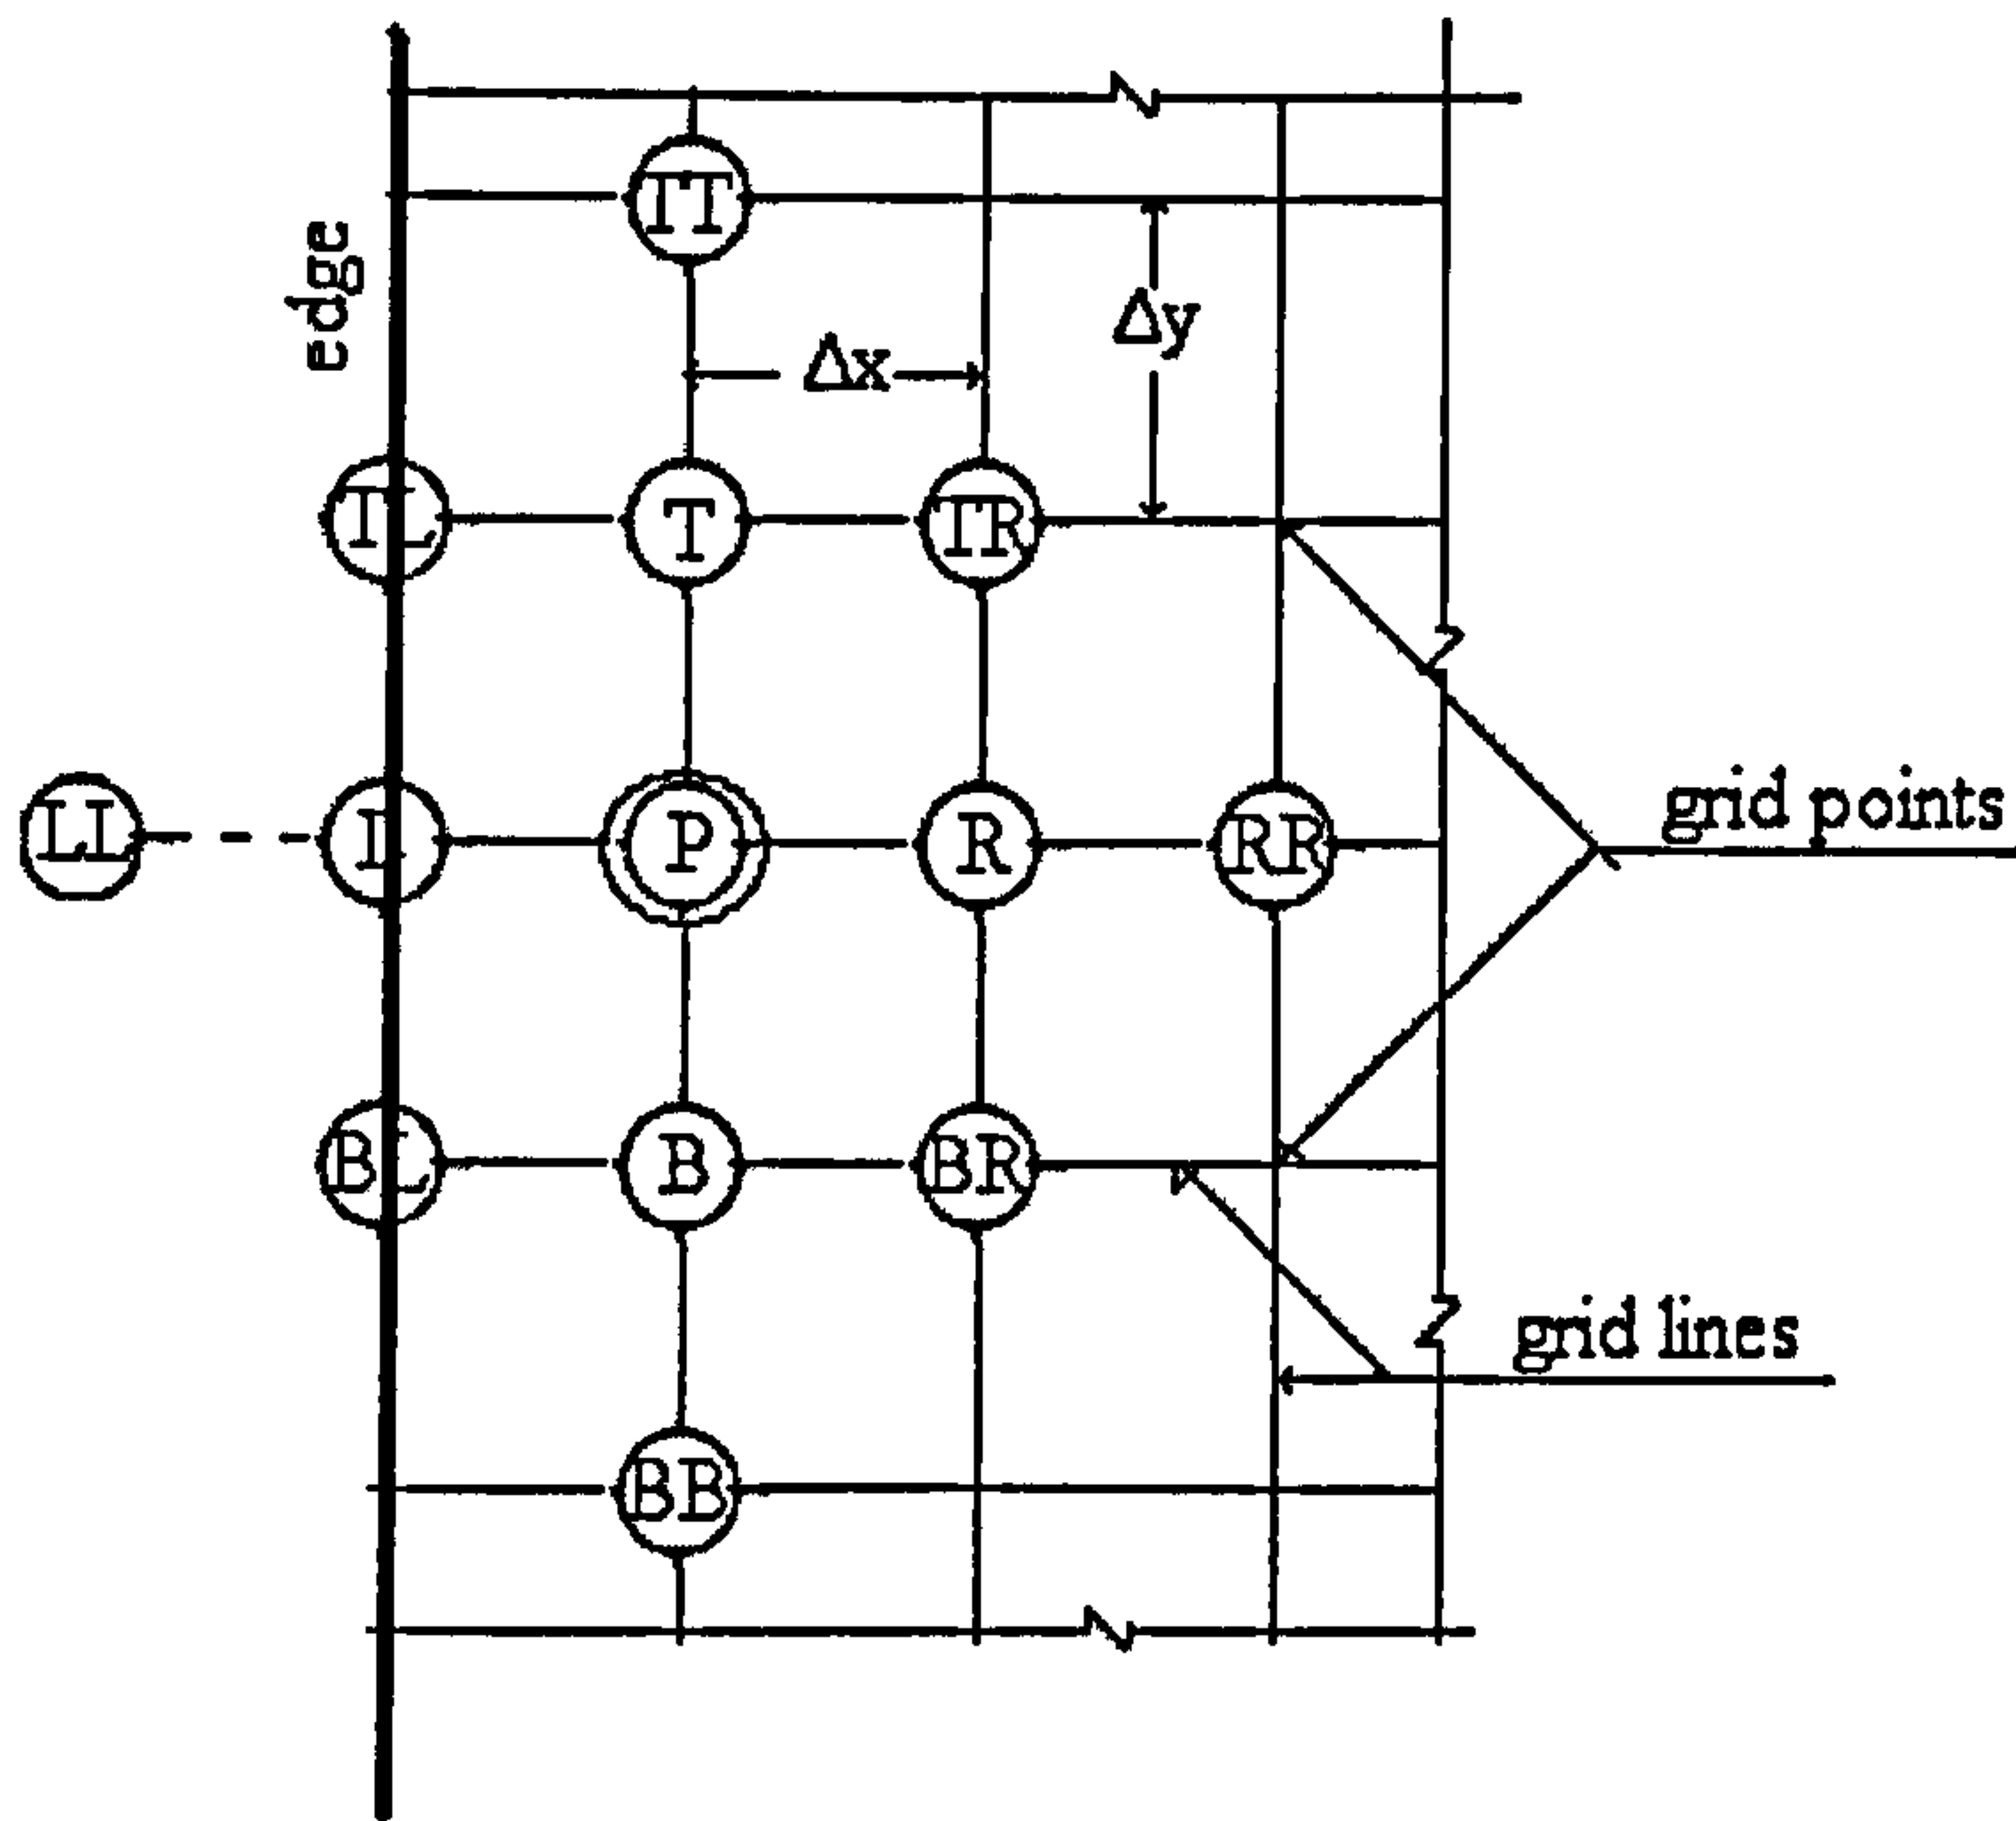 TT
edge
Δy
Δx
TL T TR
LL L P R RR
grid points
BL B BR
grid lines
BB